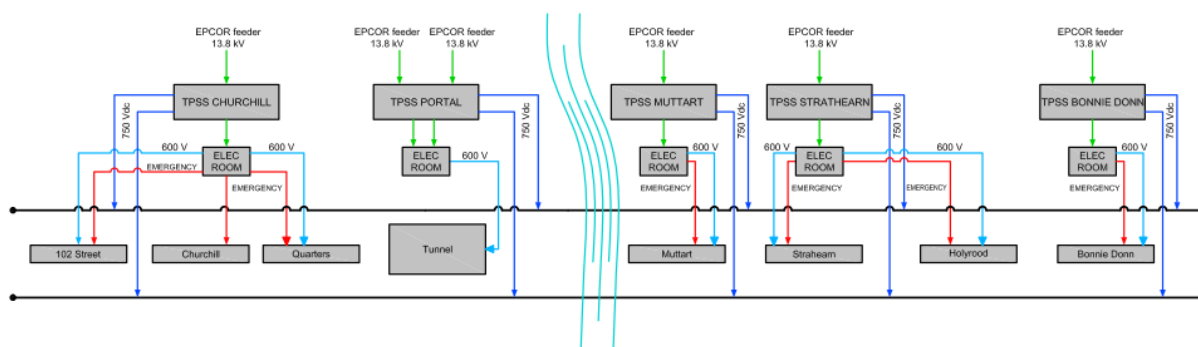 EPCOR feeder
13.8 kV
EPCOR feeder
13.8 kV
EPCOR feeder
13.8 kV
EPCOR feeder
13.8 kV
EPCOR feeder
13.8 kV
EPCOR feeder
13.8 kV
TPSS CHURCHILL
TPSS PORTAL
TPSS MUTTART
TPSS STRATHEARN
TPSS BONNIE DONN
750 Vdc
750 Vdc
750 Vdc
750 Vdc
750 Vdc
600 V
ELEC
ROOM
600 V
EMERGENCY
EMERGENCY
ELEC
ROOM
600 V
ELEC
ROOM
600 V
EMERGENCY
600 V
ELEC
ROOM
600 V
EMERGENCY
EMERGENCY
ELEC
ROOM
600 V
EMERGENCY
102 Street
Churchill
Quarters
Tunnel
Muttart
Strahearn
Holyrood
Bonnie Donn